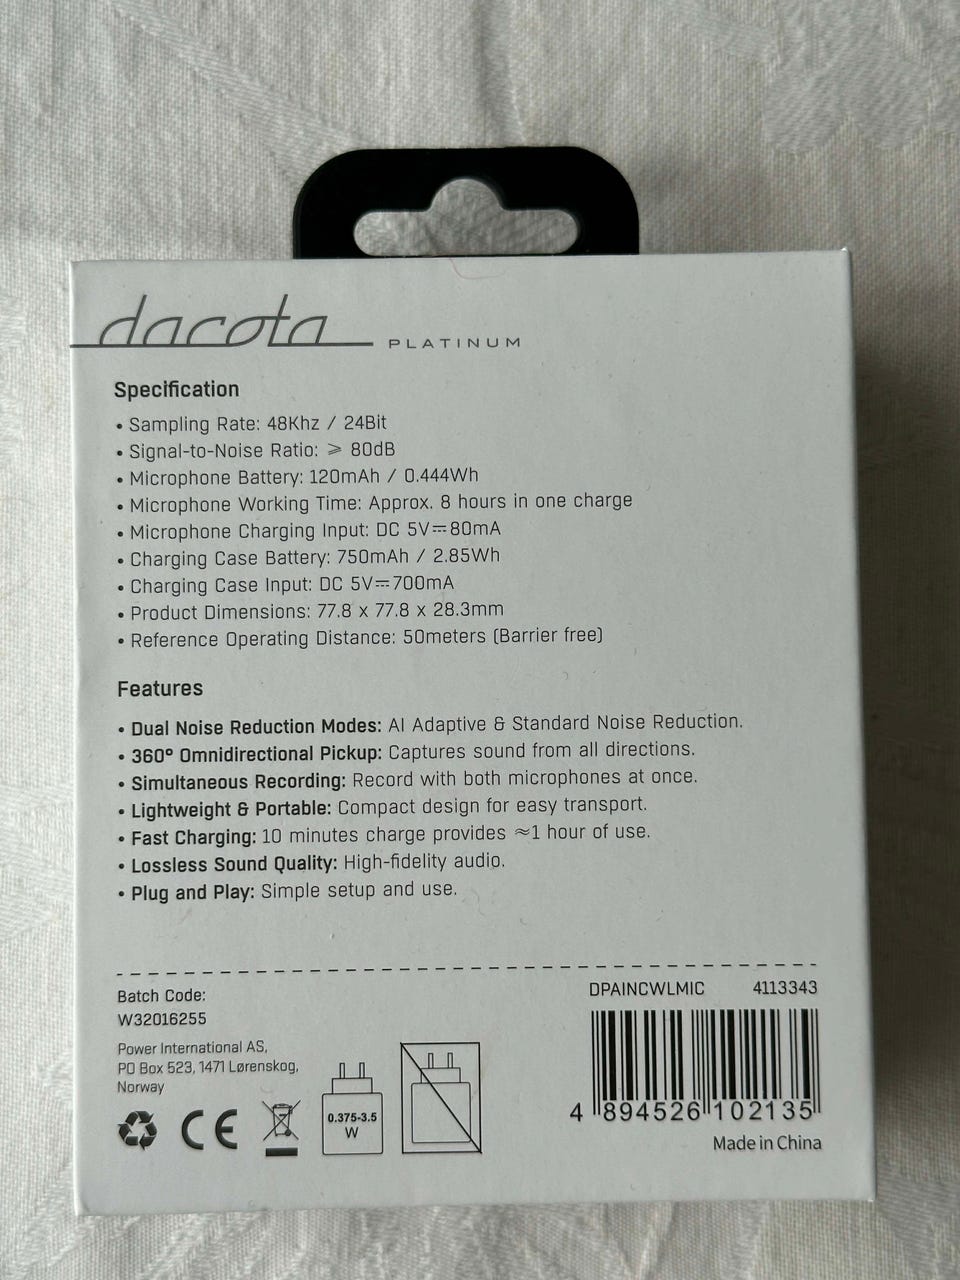 dacota PLATINUM
Specification
• Sampling Rate: 48Khz / 24Bit
• Signal-to-Noise Ratio: ⩾ 80dB
• Microphone Battery: 120mAh / 0.444Wh
• Microphone Working Time: Approx. 8 hours in one charge
• Microphone Charging Input: DC 5V⎓80mA
• Charging Case Battery: 750mAh / 2.85Wh
• Charging Case Input: DC 5V⎓700mA
• Product Dimensions: 77.8 x 77.8 x 28.3mm
• Reference Operating Distance: 50meters (Barrier free)
Features
• Dual Noise Reduction Modes: AI Adaptive & Standard Noise Reduction.
• 360° Omnidirectional Pickup: Captures sound from all directions.
• Simultaneous Recording: Record with both microphones at once.
• Lightweight & Portable: Compact design for easy transport.
• Fast Charging: 10 minutes charge provides ≈1 hour of use.
• Lossless Sound Quality: High-fidelity audio.
• Plug and Play: Simple setup and use.
Batch Code:
W32016255
Power International AS,
PO Box 523, 1471 Lørenskog,
Norway
CE
0.375-3.5
W
DPAINCWLMIC 4113343
4 894526 102135
Made in China